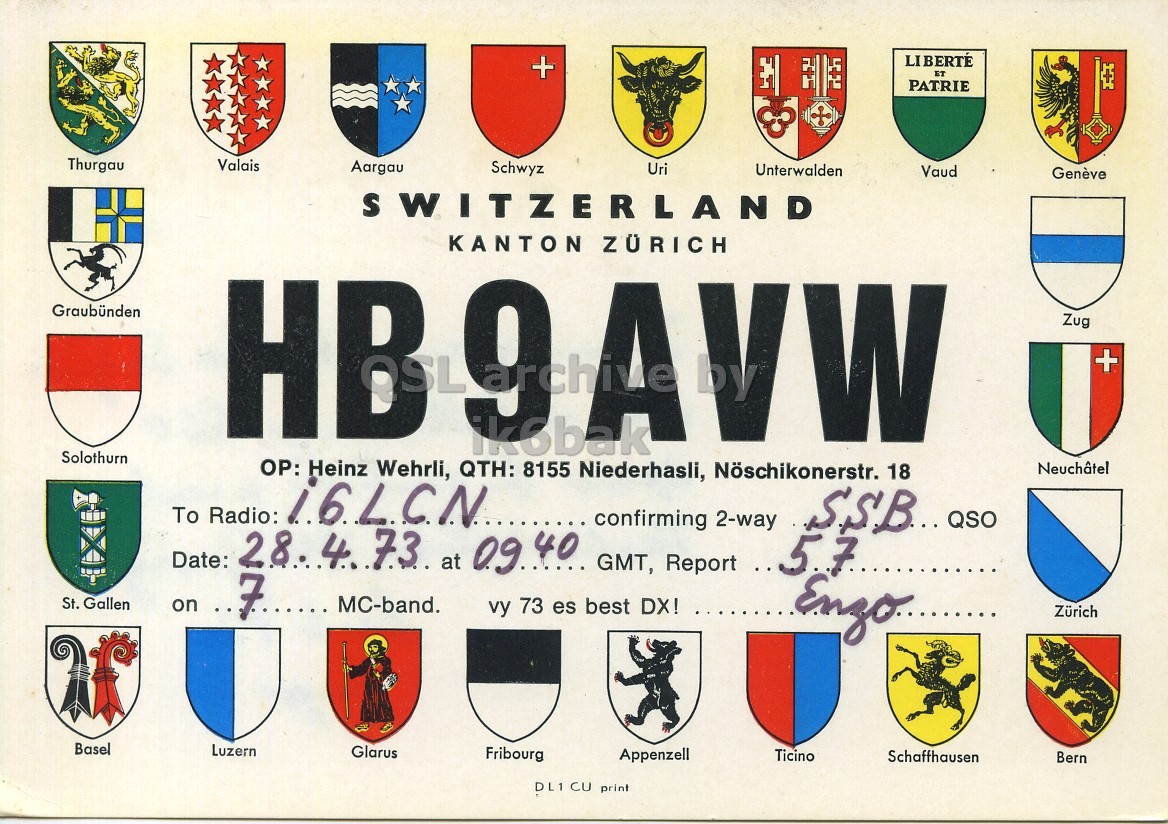 Thurgau Valais Aargau Schwyz Uri Unterwalden Vaud Genève
LIBERTÉ
ET
PATRIE
SWITZERLAND
KANTON ZÜRICH
Graubünden
Zug
HB9AVW
QSL archive by
ik6bak
Solothurn
Neuchâtel
OP: Heinz Wehrli, QTH: 8155 Niederhasli, Nöschikonerstr. 18
To Radio: i6LCN confirming 2-way SSB QSO
Date: 28.4.73 at 0940 GMT, Report 57
on 7 MC-band. vy 73 es best DX! Enzo
St. Gallen
Zürich
Basel Luzern Glarus Fribourg Appenzell Ticino Schaffhausen Bern
DL1CU print